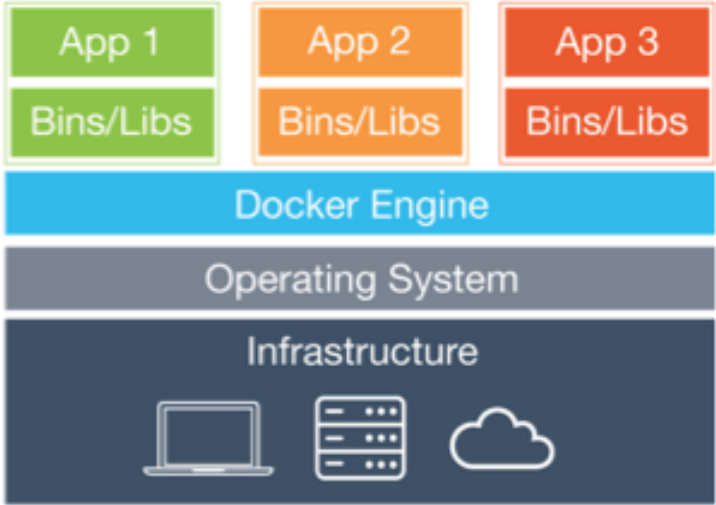 App 1
App 2
App 3
Bins/Libs
Bins/Libs
Bins/Libs
Docker Engine
Operating System
Infrastructure